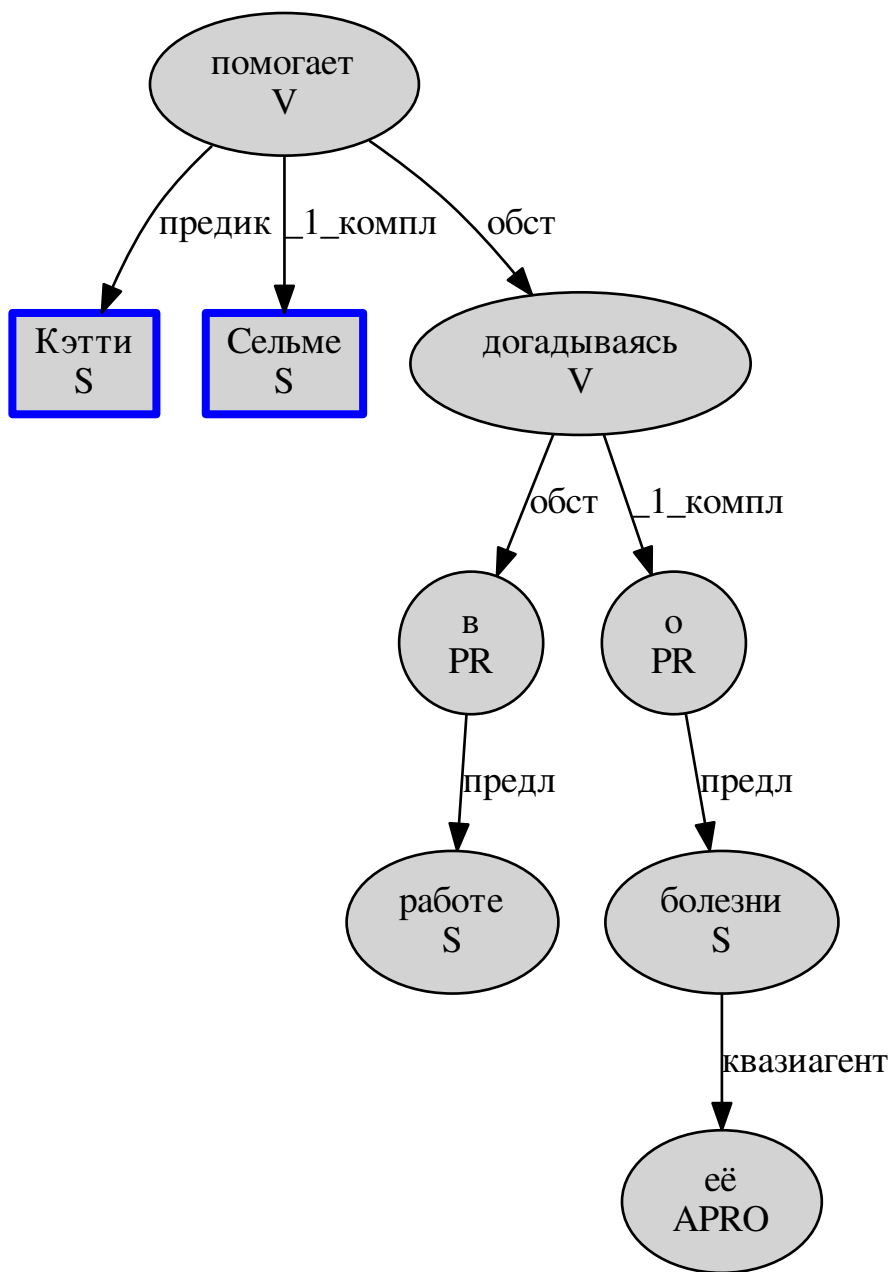 помогает
V
предик
_1_компл
обст
Кэтти
S
Сельме
S
догадываясь
V
обст
_1_компл
в
PR
о
PR
предл
предл
работе
S
болезни
S
квазиагент
её
APRO